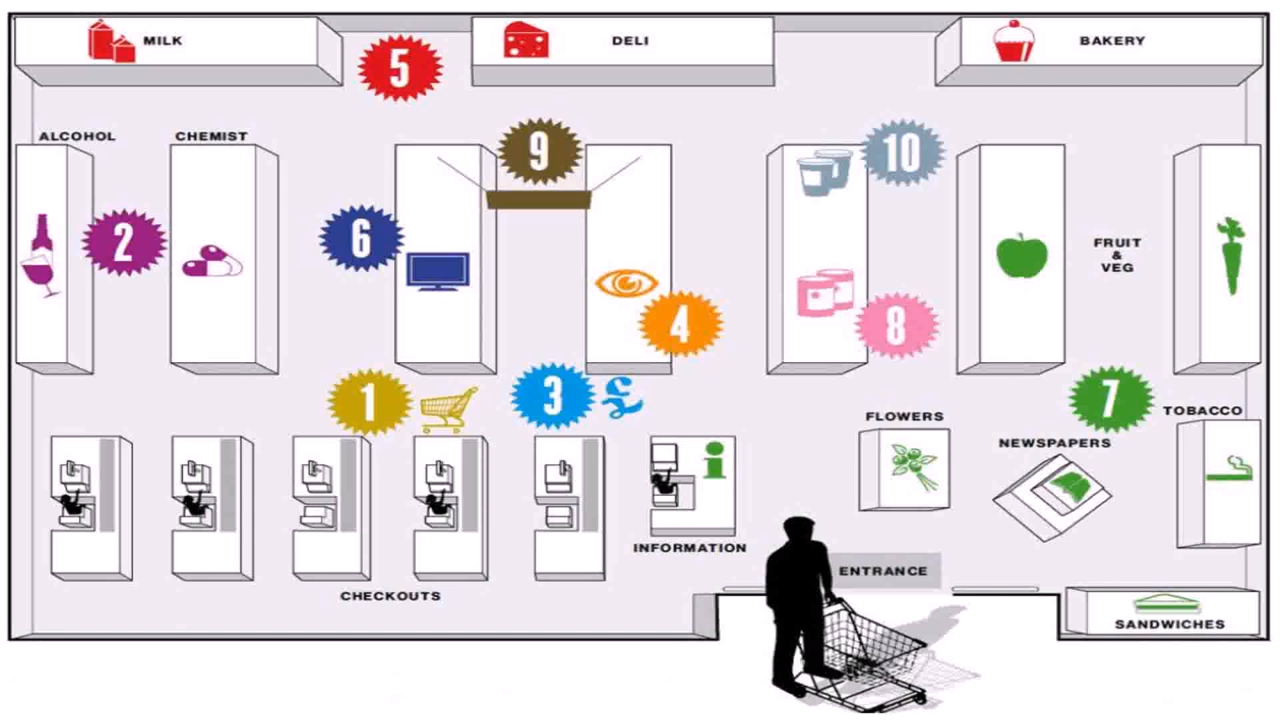 MILK
DELI
BAKERY
5
ALCOHOL
CHEMIST
9
10
2
6
FRUIT
&
VEG
4
8
1
3
£
7
TOBACCO
FLOWERS
NEWSPAPERS
i
INFORMATION
ENTRANCE
CHECKOUTS
SANDWICHES